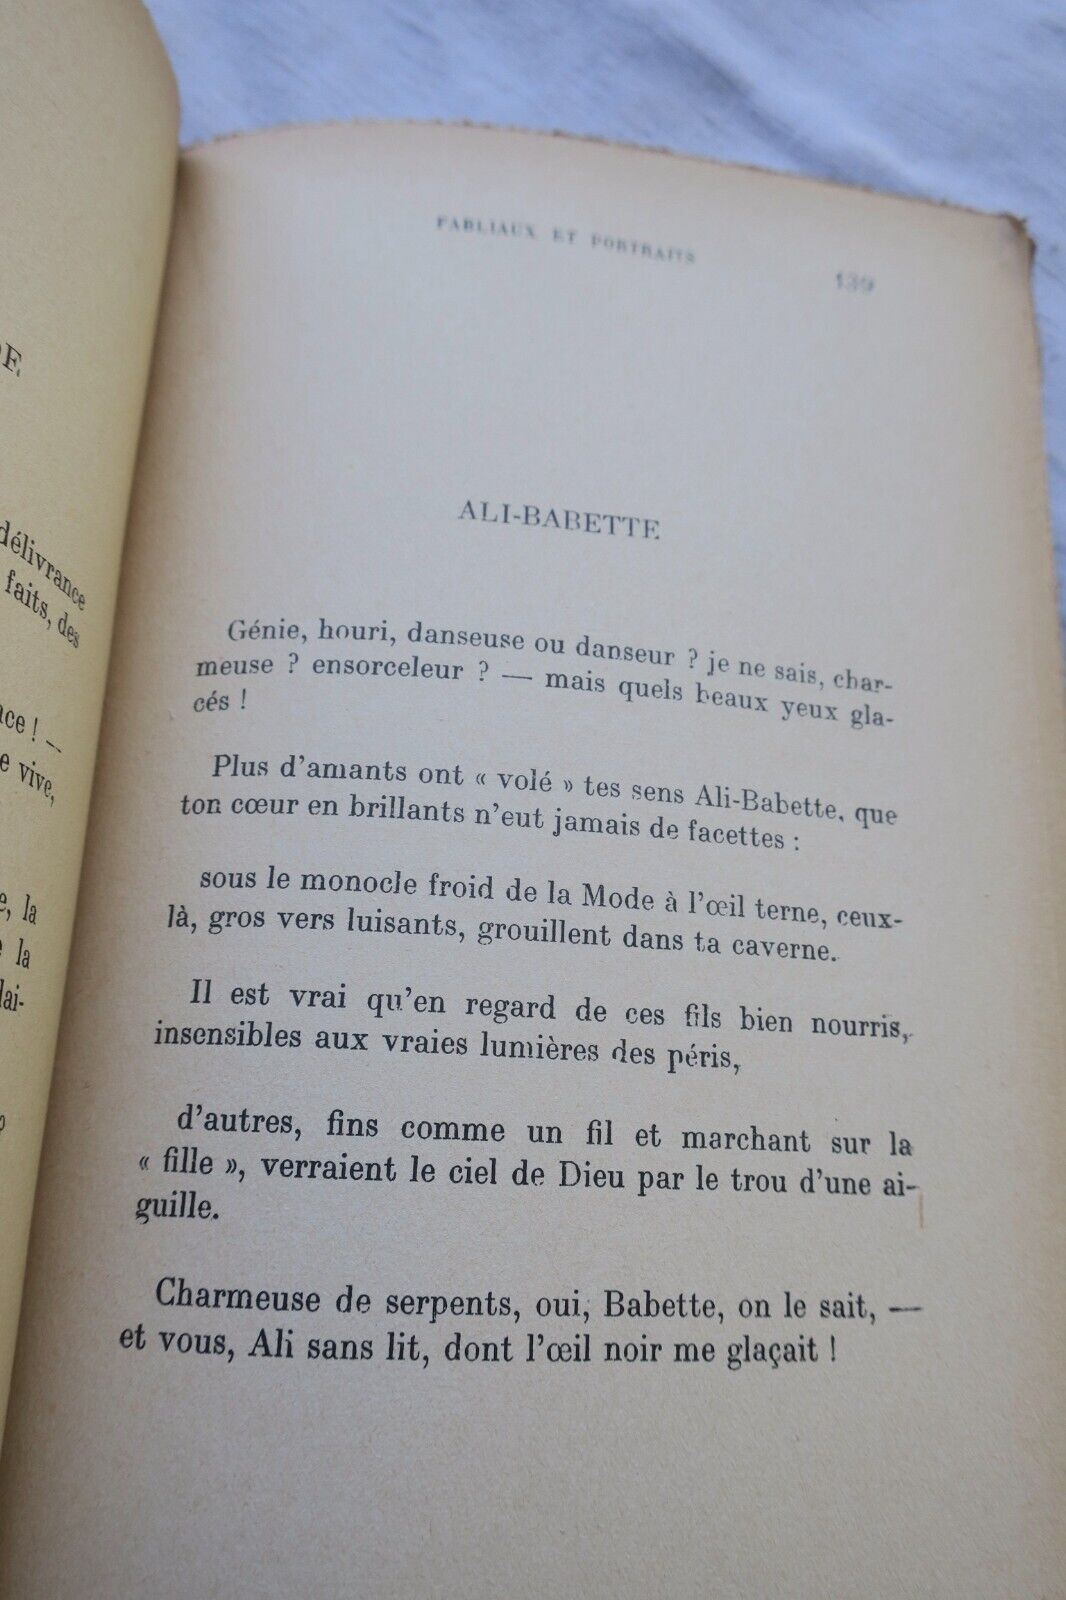 DE
délivrance
faits, des
ce ! —
e vive,
e, la
la
lai-
FABLIAUX ET PORTRAITS
139
ALI-BABETTE
Génie, houri, danseuse ou danseur ? je ne sais, char-
meuse ? ensorceleur ? — mais quels beaux yeux gla-
cés !
Plus d'amants ont « volé » tes sens Ali-Babette, que
ton cœur en brillants n'eut jamais de facettes :
sous le monocle froid de la Mode à l'œil terne, ceux-
là, gros vers luisants, grouillent dans ta caverne.
Il est vrai qu'en regard de ces fils bien nourris,
insensibles aux vraies lumières des péris,
d'autres, fins comme un fil et marchant sur la
« fille », verraient le ciel de Dieu par le trou d'une ai-
guille.
Charmeuse de serpents, oui, Babette, on le sait, —
et vous, Ali sans lit, dont l'œil noir me glaçait !